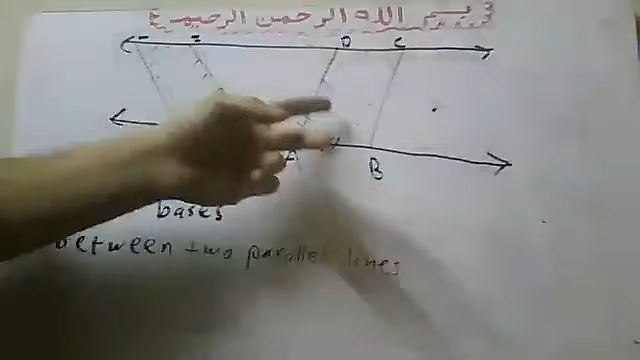 بسم الله الرحمن الرحيم
D C
B
bases
between two parallel lines